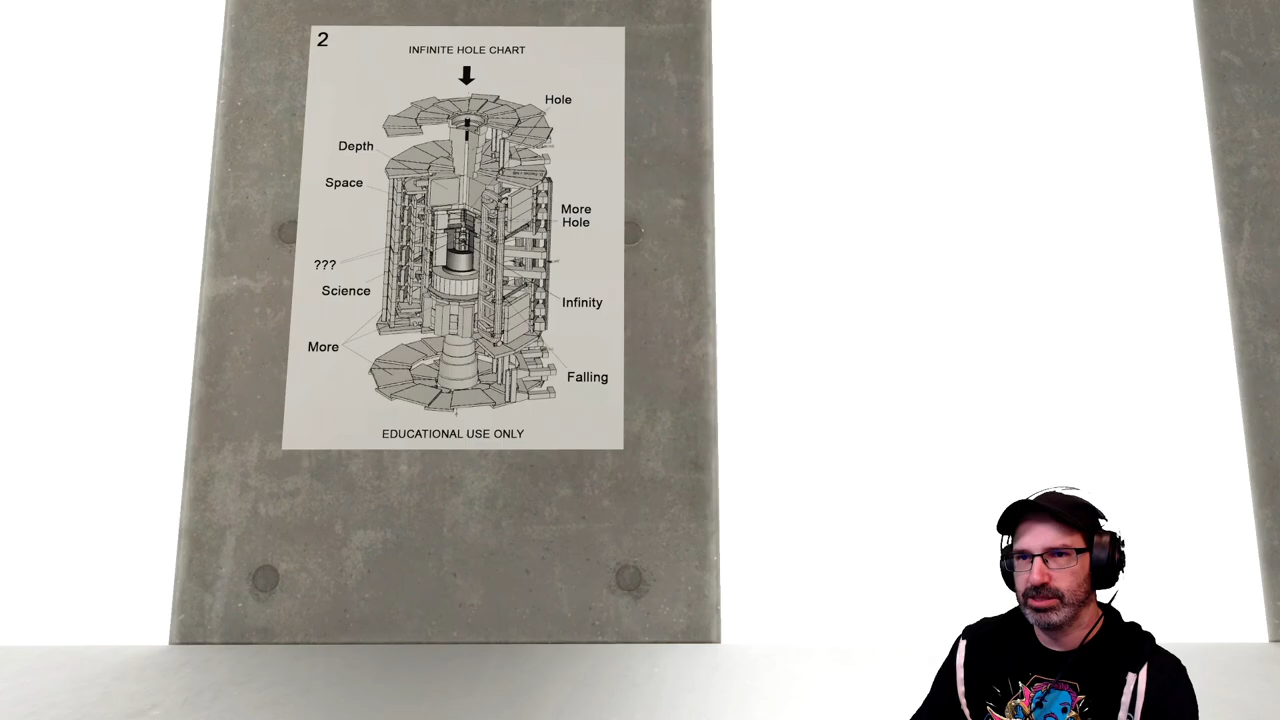 2
INFINITE HOLE CHART
Hole
Depth
Space
More
Hole
???
Science
Infinity
More
Falling
EDUCATIONAL USE ONLY